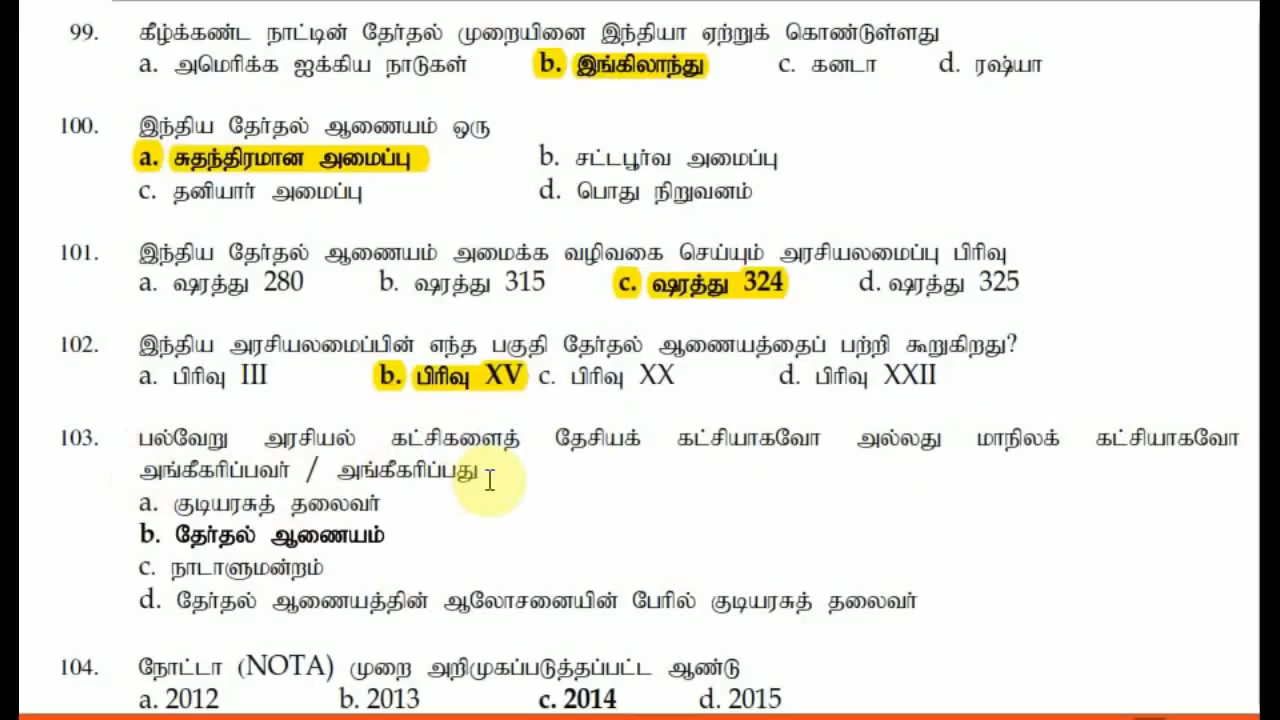 99. கீழ்க்கண்ட நாட்டின் தேர்தல் முறையினை இந்தியா ஏற்றுக் கொண்டுள்ளது
a. அமெரிக்க ஐக்கிய நாடுகள் b. இங்கிலாந்து c. கனடா d. ரஷ்யா
100. இந்திய தேர்தல் ஆணையம் ஒரு
a. சுதந்திரமான அமைப்பு b. சட்டபூர்வ அமைப்பு
c. தனியார் அமைப்பு d. பொது நிறுவனம்
101. இந்திய தேர்தல் ஆணையம் அமைக்க வழிவகை செய்யும் அரசியலமைப்பு பிரிவு
a. ஷரத்து 280 b. ஷரத்து 315 c. ஷரத்து 324 d. ஷரத்து 325
102. இந்திய அரசியலமைப்பின் எந்த பகுதி தேர்தல் ஆணையத்தைப் பற்றி கூறுகிறது?
a. பிரிவு III b. பிரிவு XV c. பிரிவு XX d. பிரிவு XXII
103. பல்வேறு அரசியல் கட்சிகளைத் தேசியக் கட்சியாகவோ அல்லது மாநிலக் கட்சியாகவோ
அங்கீகரிப்பவர் / அங்கீகரிப்பது
a. குடியரசுத் தலைவர்
b. தேர்தல் ஆணையம்
c. நாடாளுமன்றம்
d. தேர்தல் ஆணையத்தின் ஆலோசனையின் பேரில் குடியரசுத் தலைவர்
104. நோட்டா (NOTA) முறை அறிமுகப்படுத்தப்பட்ட ஆண்டு
a. 2012 b. 2013 c. 2014 d. 2015